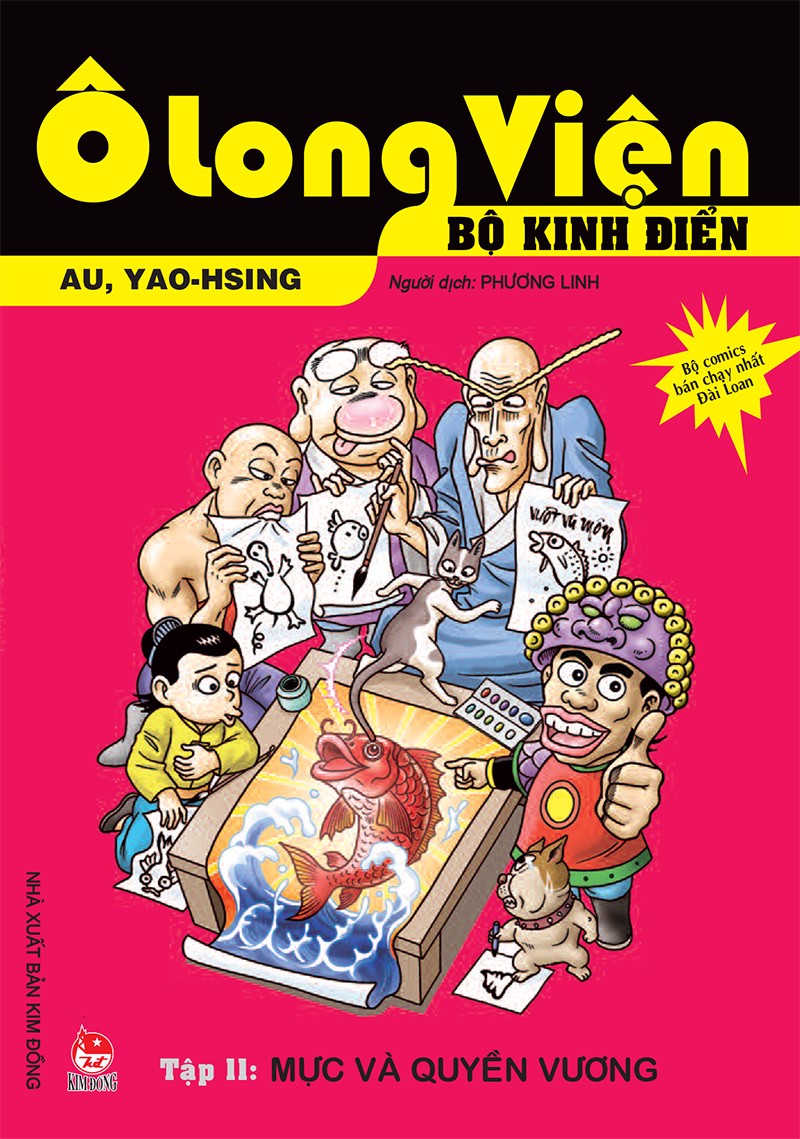 Ô Long Viện
BỘ KINH ĐIỂN
AU, YAO-HSING
Người dịch: PHƯƠNG LINH
Bộ comics
bán chạy nhất
Đài Loan
VƯỢT VŨ MÔN
NHÀ XUẤT BẢN KIM ĐỒNG
KIM ĐỒNG
Tập 11: MỰC VÀ QUYỀN VƯƠNG